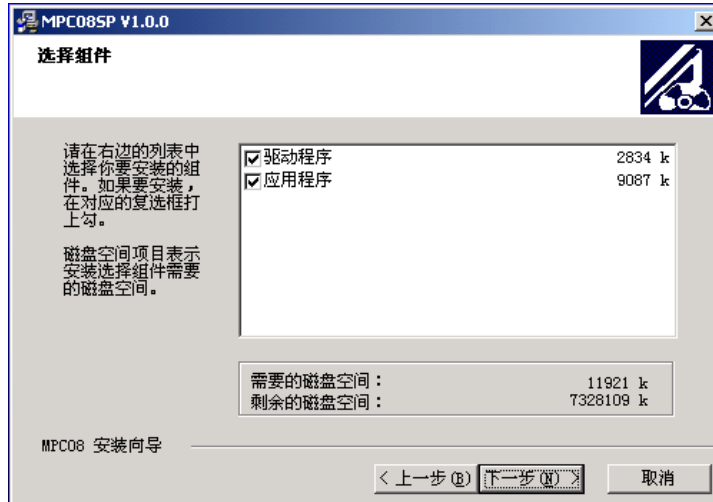 MPC08SP V1.0.0
选择组件
请在右边的列表中
选择你要安装的组
件。如果要安装，
在对应的复选框打
上勾。
磁盘空间项目表示
安装选择组件需要
的磁盘空间。
驱动程序 2834 k
应用程序 9087 k
需要的磁盘空间： 11921 k
剩余的磁盘空间： 7328109 k
MPC08 安装向导
< 上一步(B) 下一步(N) > 取消